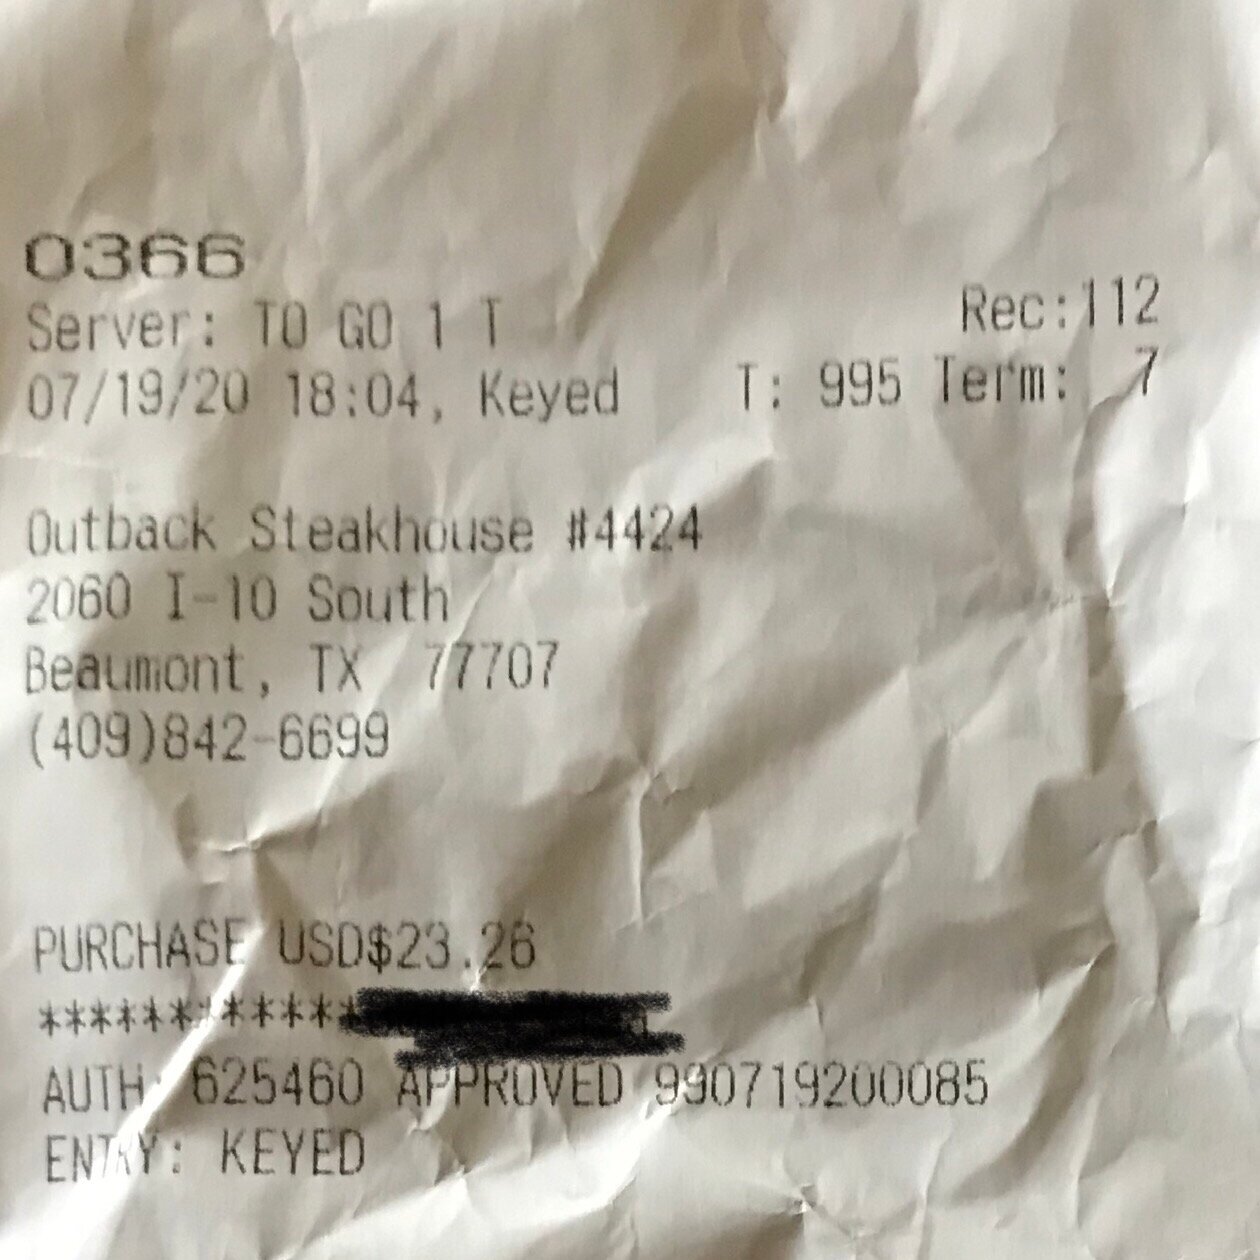 0366
Server: TO GO 1 T Rec:112
07/19/20 18:04, Keyed T: 995 Term: 7
Outback Steakhouse #4424
2060 I-10 South
Beaumont, TX 77707
(409)842-6699
PURCHASE USD$23.26
************
AUTH: 625460 APPROVED 990719200085
ENTRY: KEYED